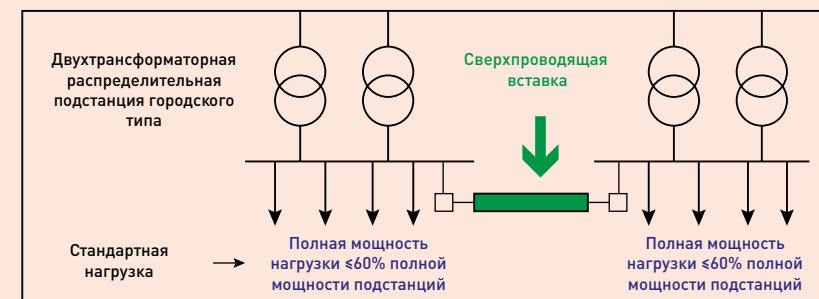 Двухтрансформаторная
распределительная
подстанция городского
типа
Сверхпроводящая
вставка
Стандартная
нагрузка
Полная мощность
нагрузки ≤60% полной
мощности подстанций
Полная мощность
нагрузки ≤60% полной
мощности подстанций